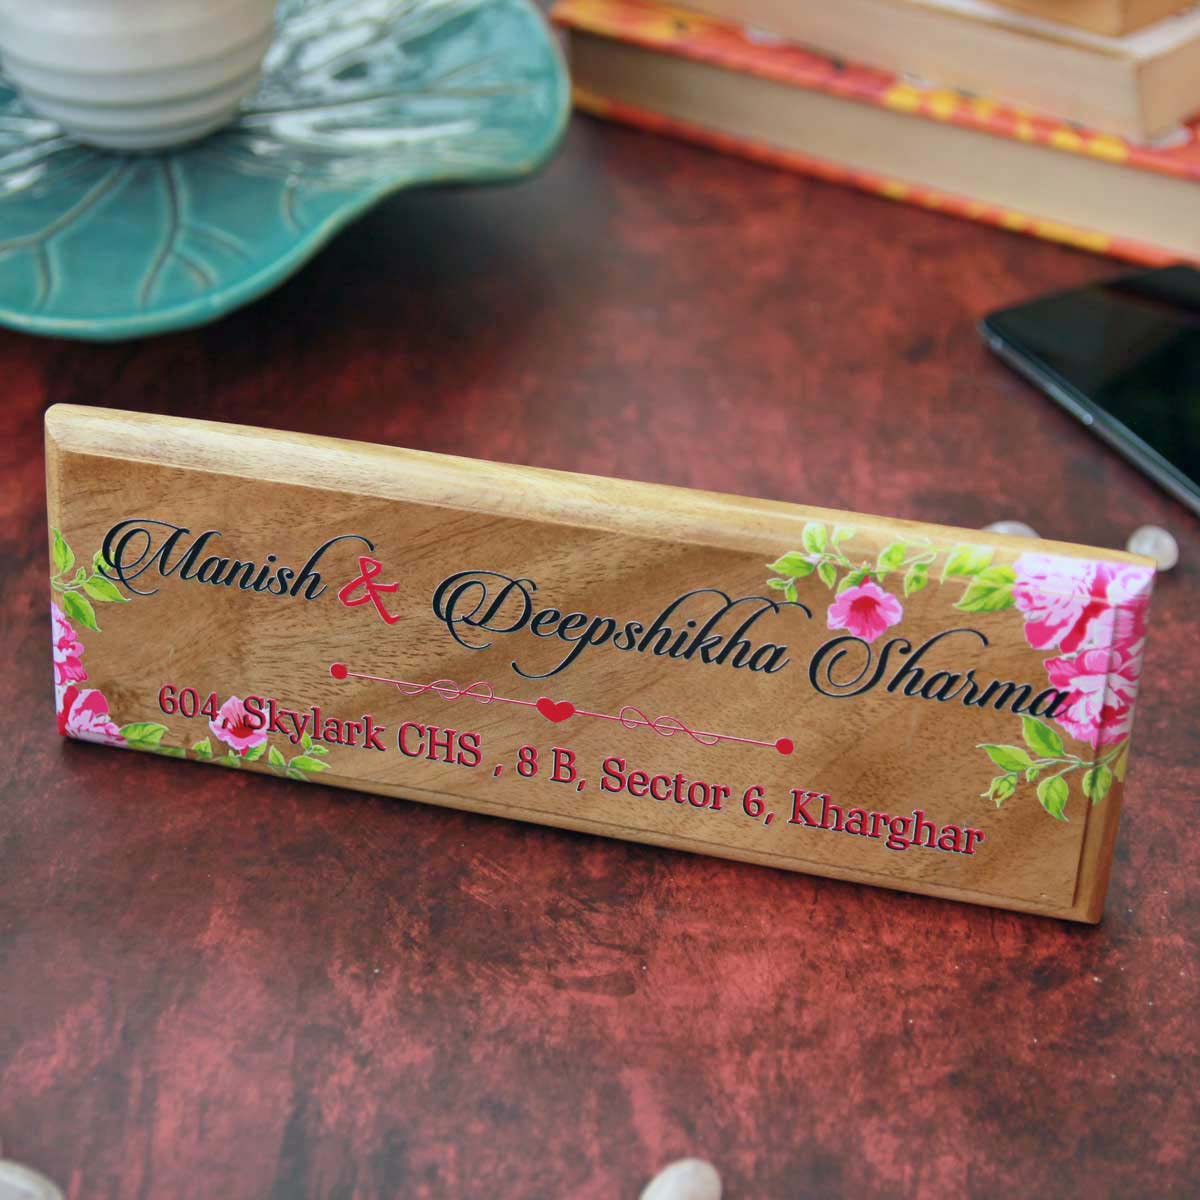 Manish & Deepshikha Sharma
604, Skylark CHS , 8 B, Sector 6, Kharghar